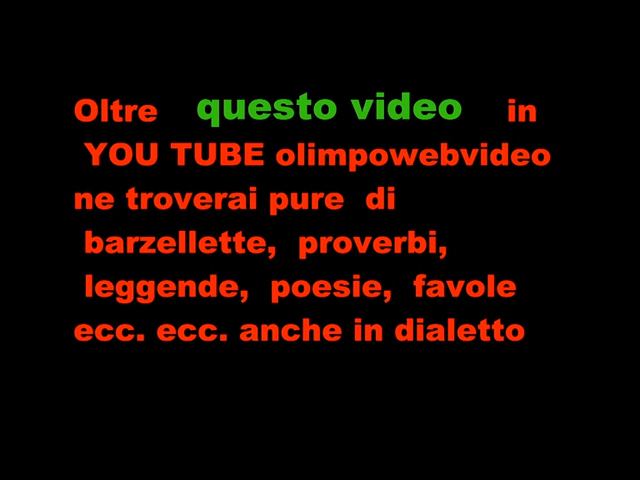 Oltre questo video in
YOU TUBE olimpowebvideo
ne troverai pure di
barzellette, proverbi,
leggende, poesie, favole
ecc. ecc. anche in dialetto